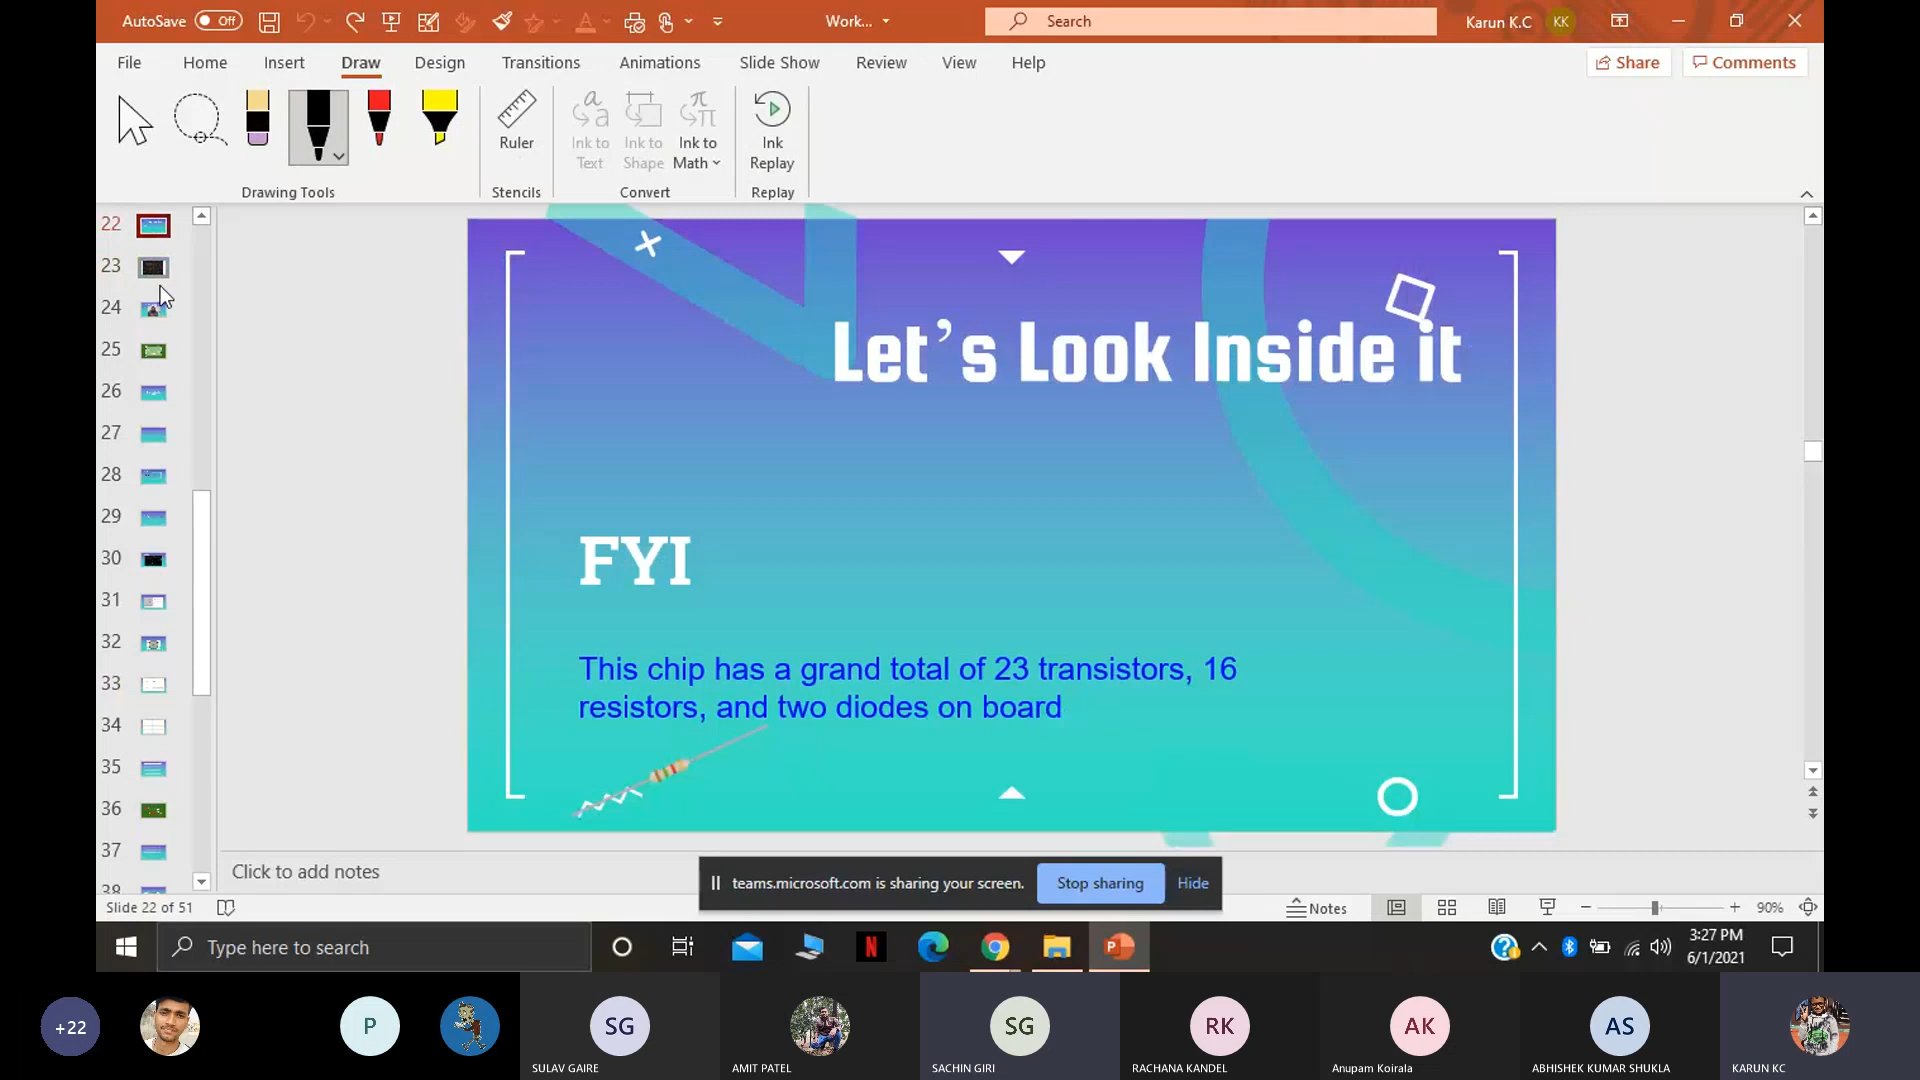 AutoSave Off
Work...
Search
Karun K.C KK
File Home Insert Draw Design Transitions Animations Slide Show Review View Help
Share Comments
Ruler
Ink to Text
Ink to Shape
Ink to Math
Ink Replay
Drawing Tools Stencils Convert Replay
22
23
24
25
26
27
28
29
30
31
32
33
34
35
36
37
38
Let's Look Inside it
FYI
This chip has a grand total of 23 transistors, 16
resistors, and two diodes on board
Click to add notes
teams.microsoft.com is sharing your screen. Stop sharing Hide
Slide 22 of 51
Notes
90%
Type here to search
N
P
3:27 PM
6/1/2021
+22
P
SG
SG
RK
AK
AS
SULAV GAIRE
AMIT PATEL
SACHIN GIRI
RACHANA KANDEL
Anupam Koirala
ABHISHEK KUMAR SHUKLA
KARUN KC